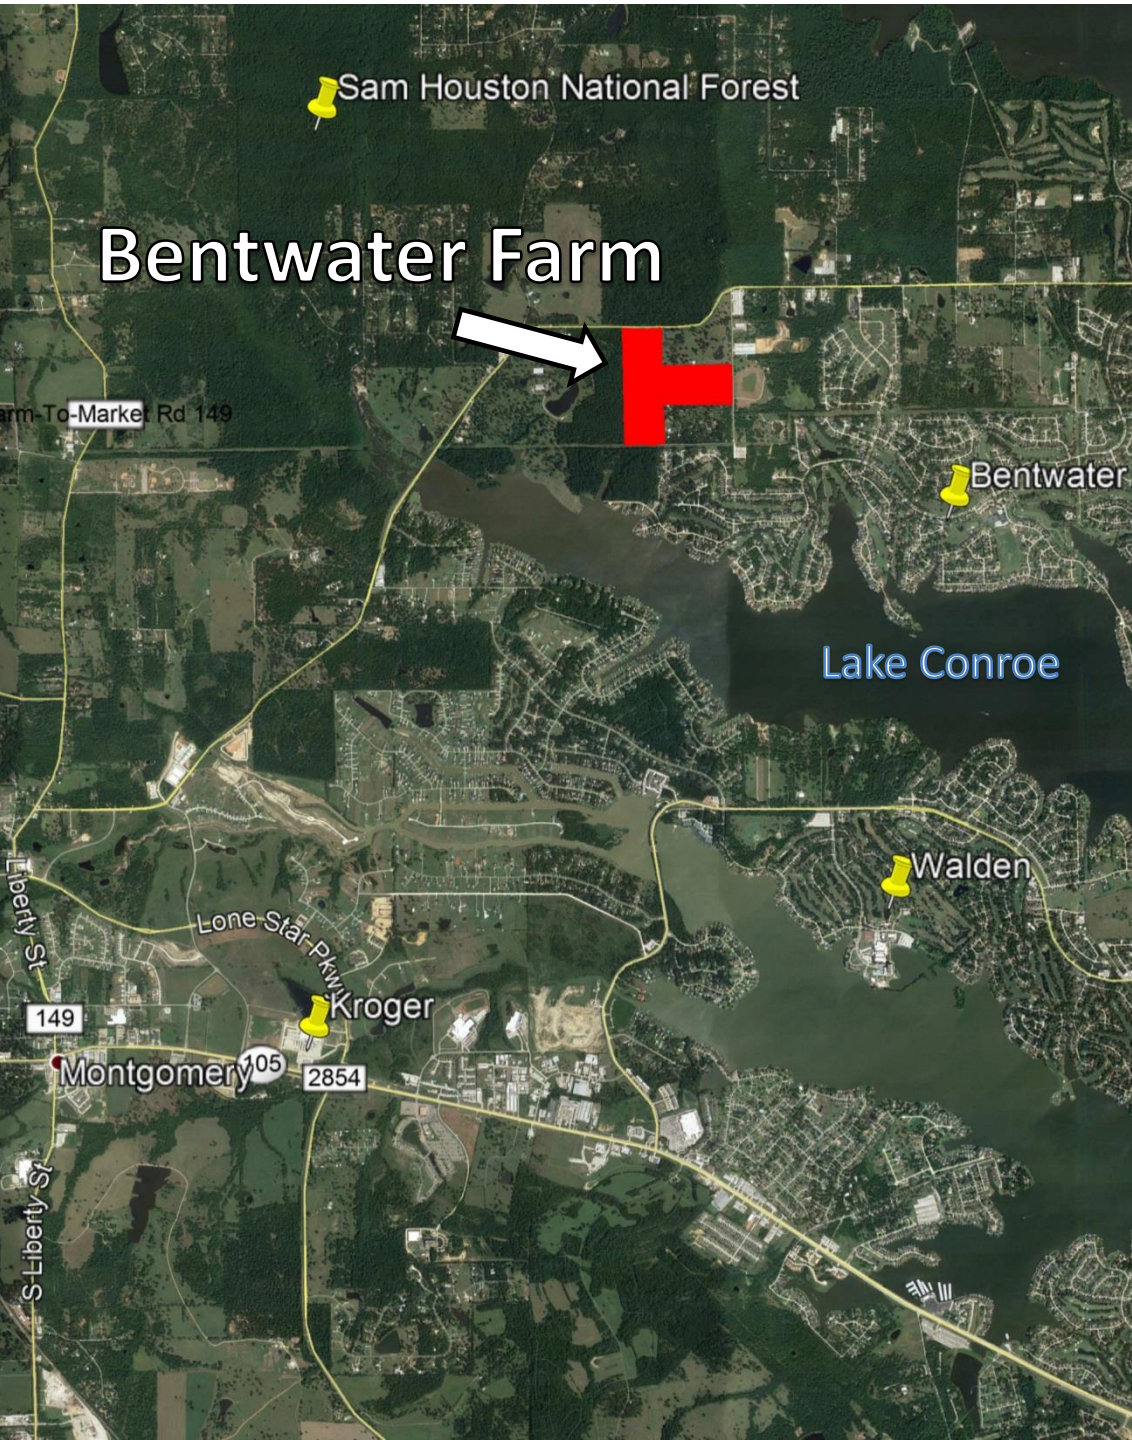 Sam Houston National Forest
Bentwater Farm
arm-To-Market Rd 149
Bentwater
Lake Conroe
Walden
Liberty St
Lone Star Pkwy
Kroger
149
Montgomery
105
2854
S Liberty St